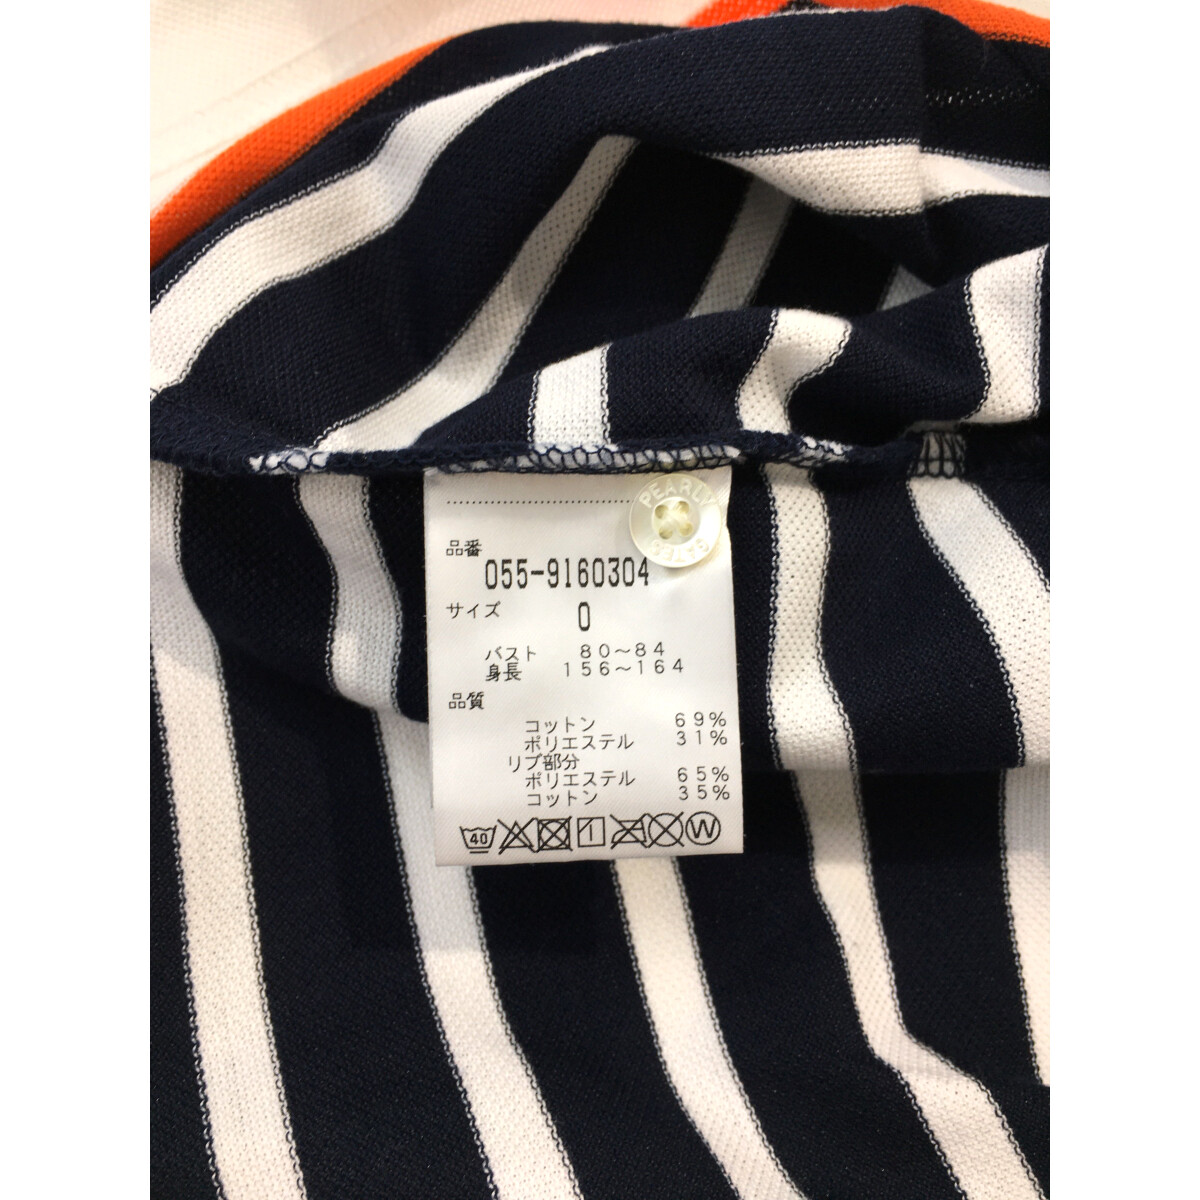 PEARLY
GATES
品番
055-9160304
サイズ 0
バスト 80〜84
身長 156〜164
品質
コットン 69%
ポリエステル 31%
リブ部分
ポリエステル 65%
コットン 35%
40 W